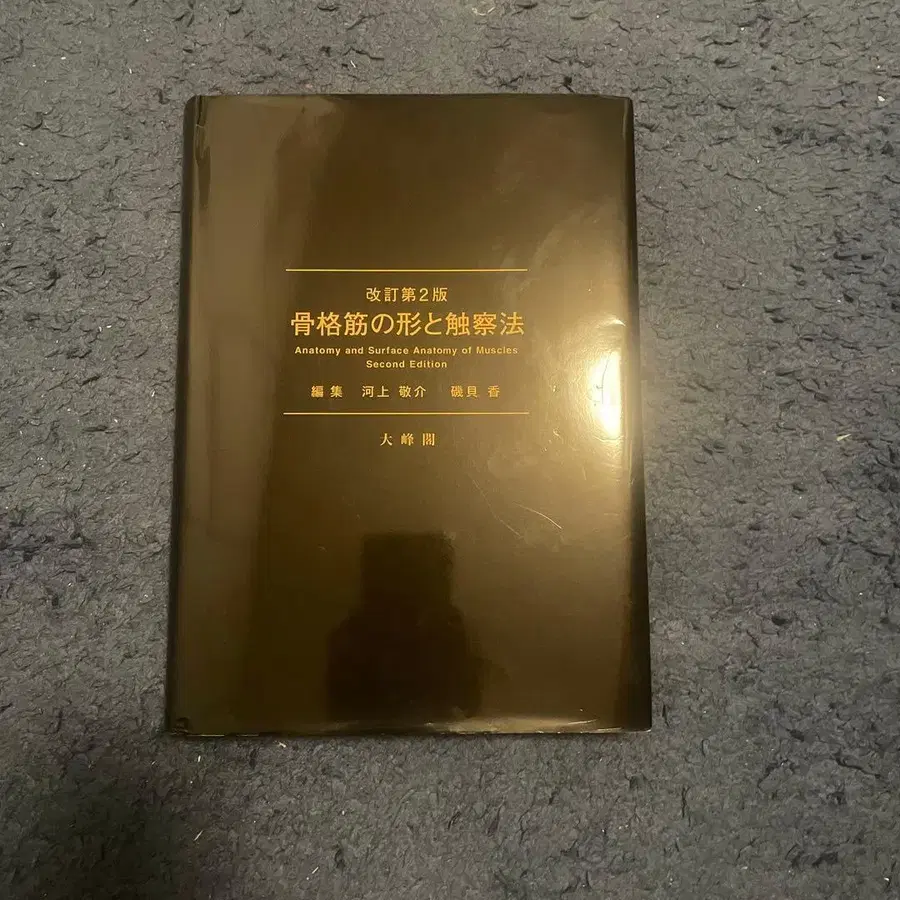 改訂第2版
骨格筋の形と触察法
Anatomy and Surface Anatomy of Muscles
Second Edition
編集 河上 敬介 磯貝 香
大峰閣